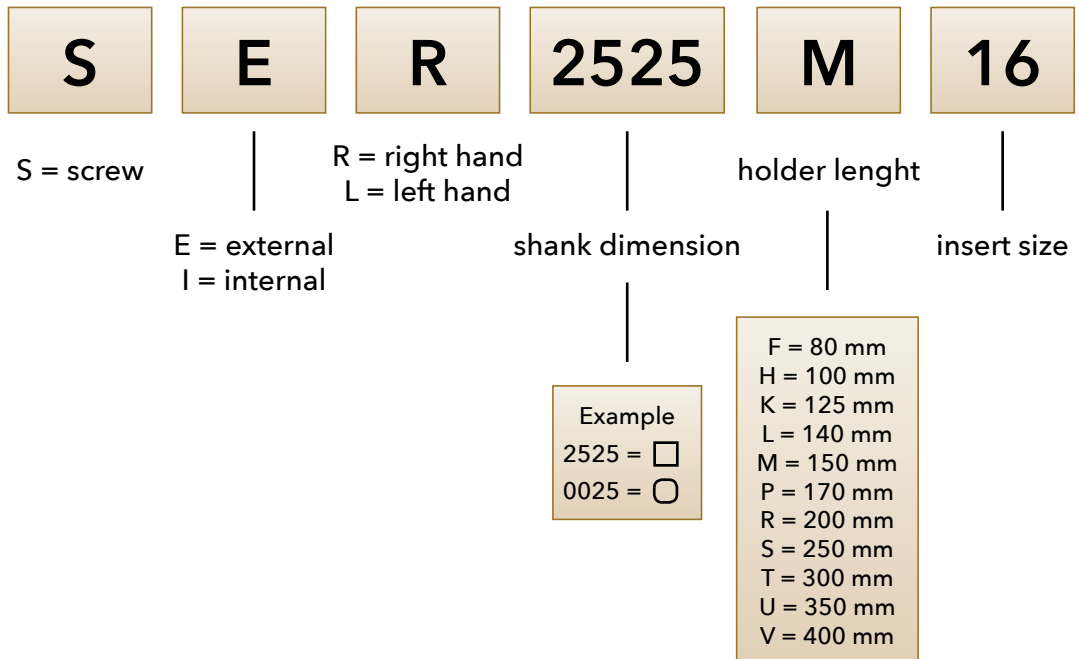 S E R 2525 M 16
S = screw
E = external
I = internal
R = right hand
L = left hand
shank dimension
Example
2525 =
0025 =
holder lenght
F = 80 mm
H = 100 mm
K = 125 mm
L = 140 mm
M = 150 mm
P = 170 mm
R = 200 mm
S = 250 mm
T = 300 mm
U = 350 mm
V = 400 mm
insert size